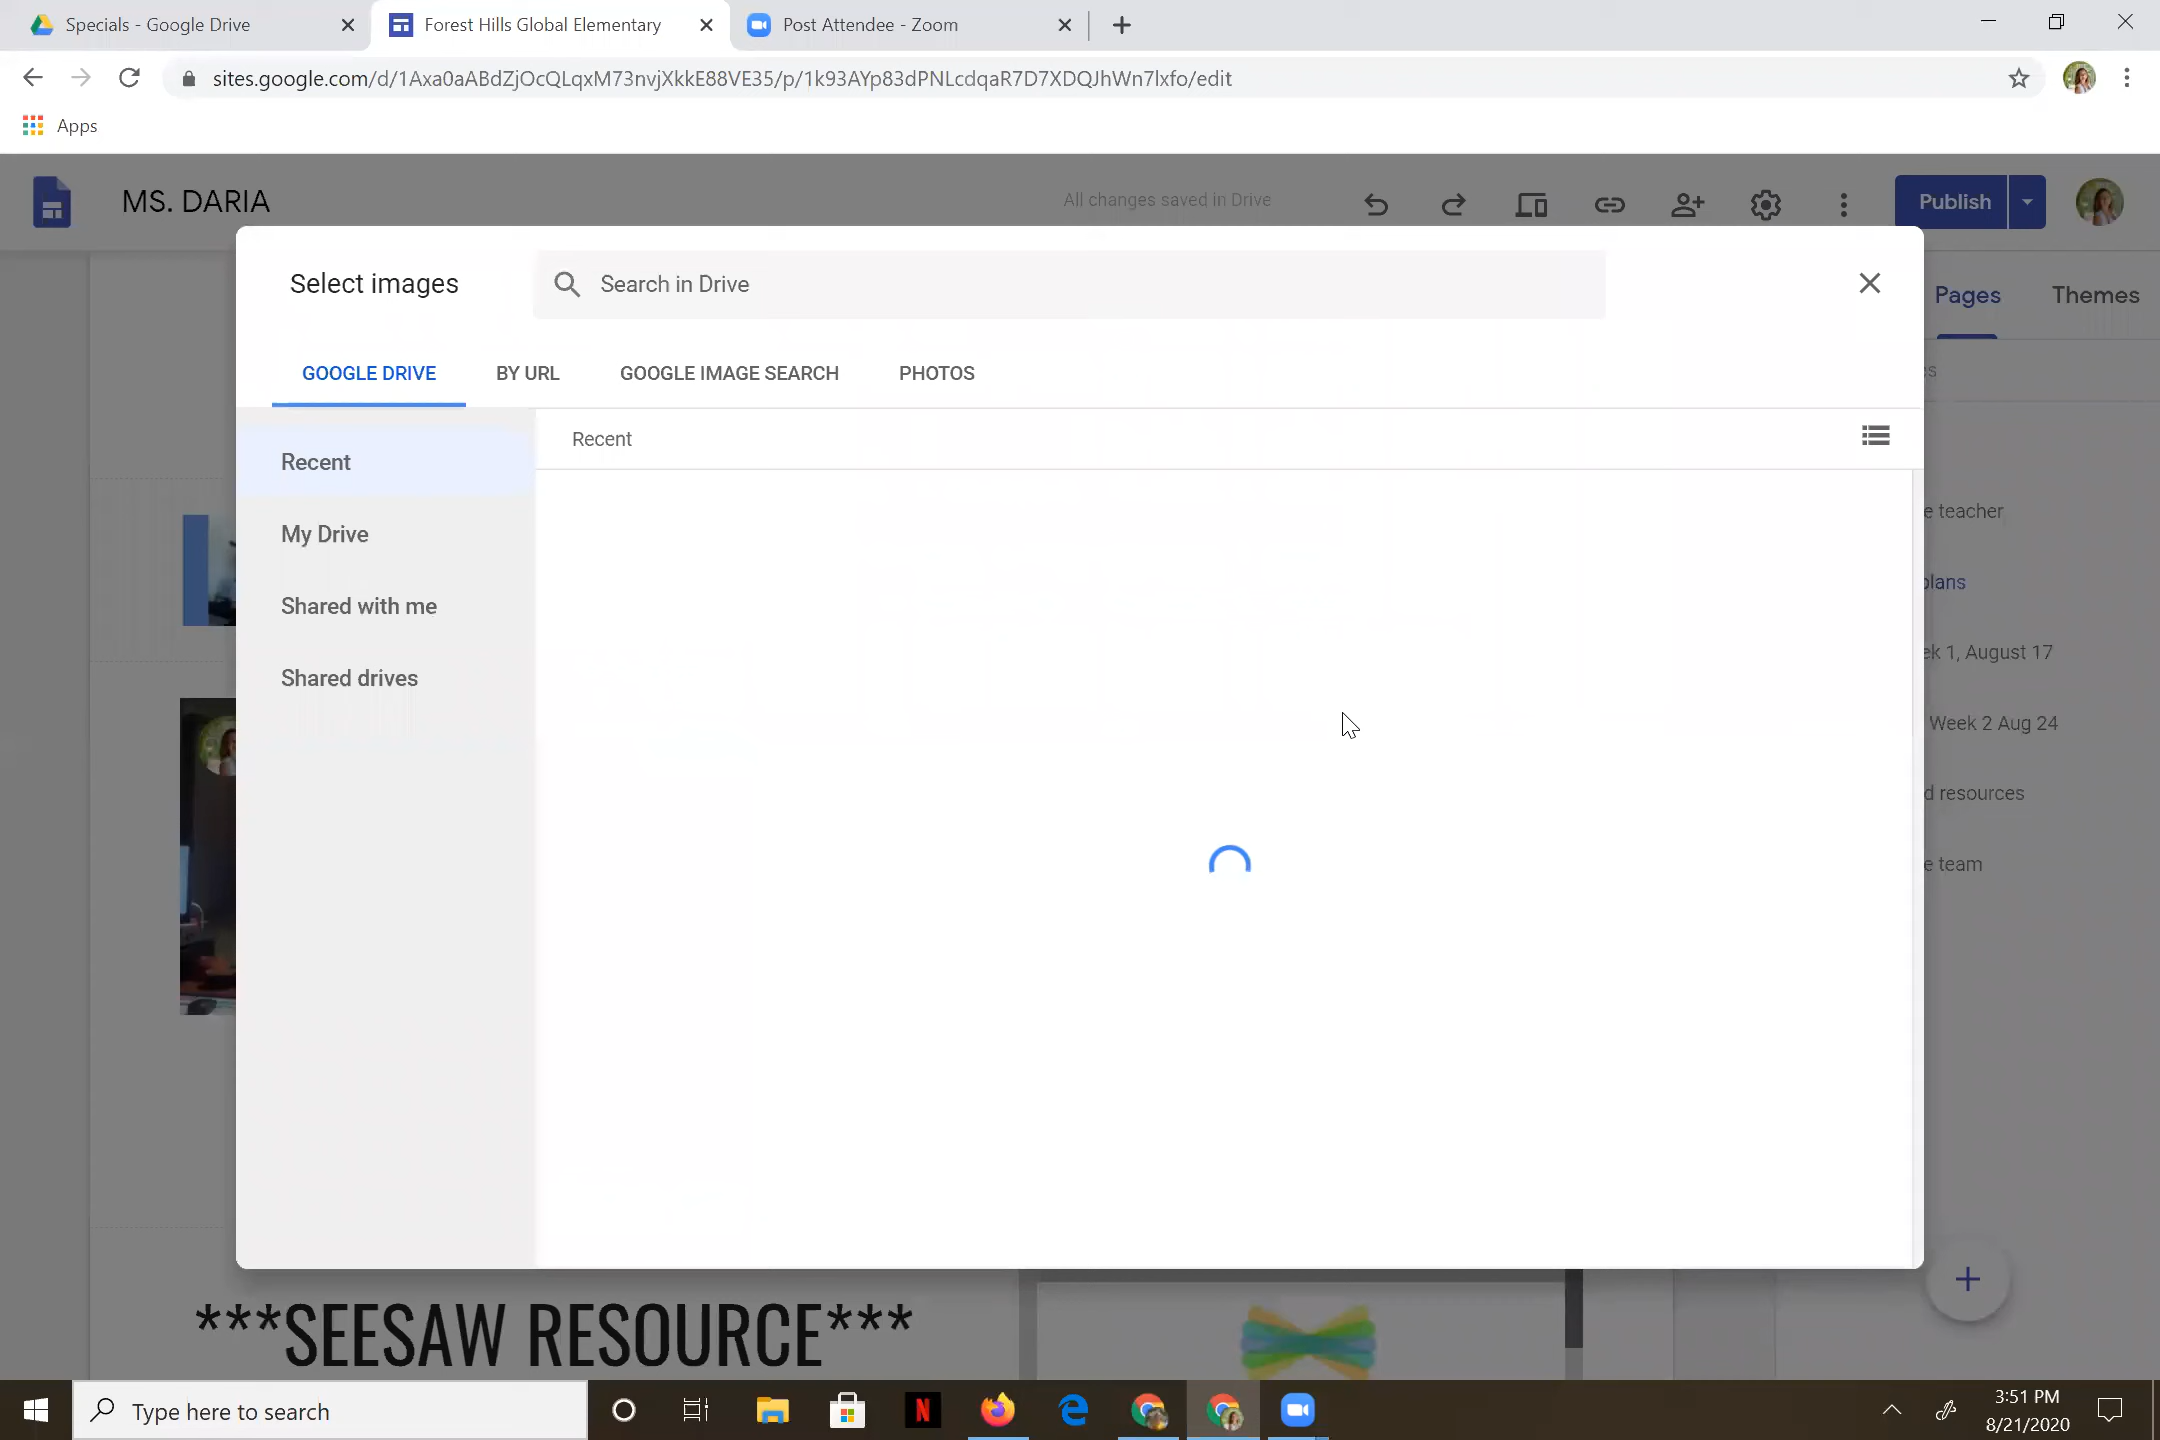 Specials - Google Drive
Forest Hills Global Elementary
Post Attendee - Zoom
sites.google.com/d/1Axa0aABdZjOcQLqxM73nvjXkkE88VE35/p/1k93AYp83dPNLcdqaR7D7XDQJhWn7lxfo/edit
Apps
MS. DARIA
All changes saved in Drive
Publish
Select images
Search in Drive
Pages
Themes
GOOGLE DRIVE
BY URL
GOOGLE IMAGE SEARCH
PHOTOS
Recent
Recent
My Drive
Shared with me
Shared drives
e teacher
plans
ek 1, August 17
Week 2 Aug 24
d resources
e team
***SEESAW RESOURCE***
Type here to search
3:51 PM
8/21/2020